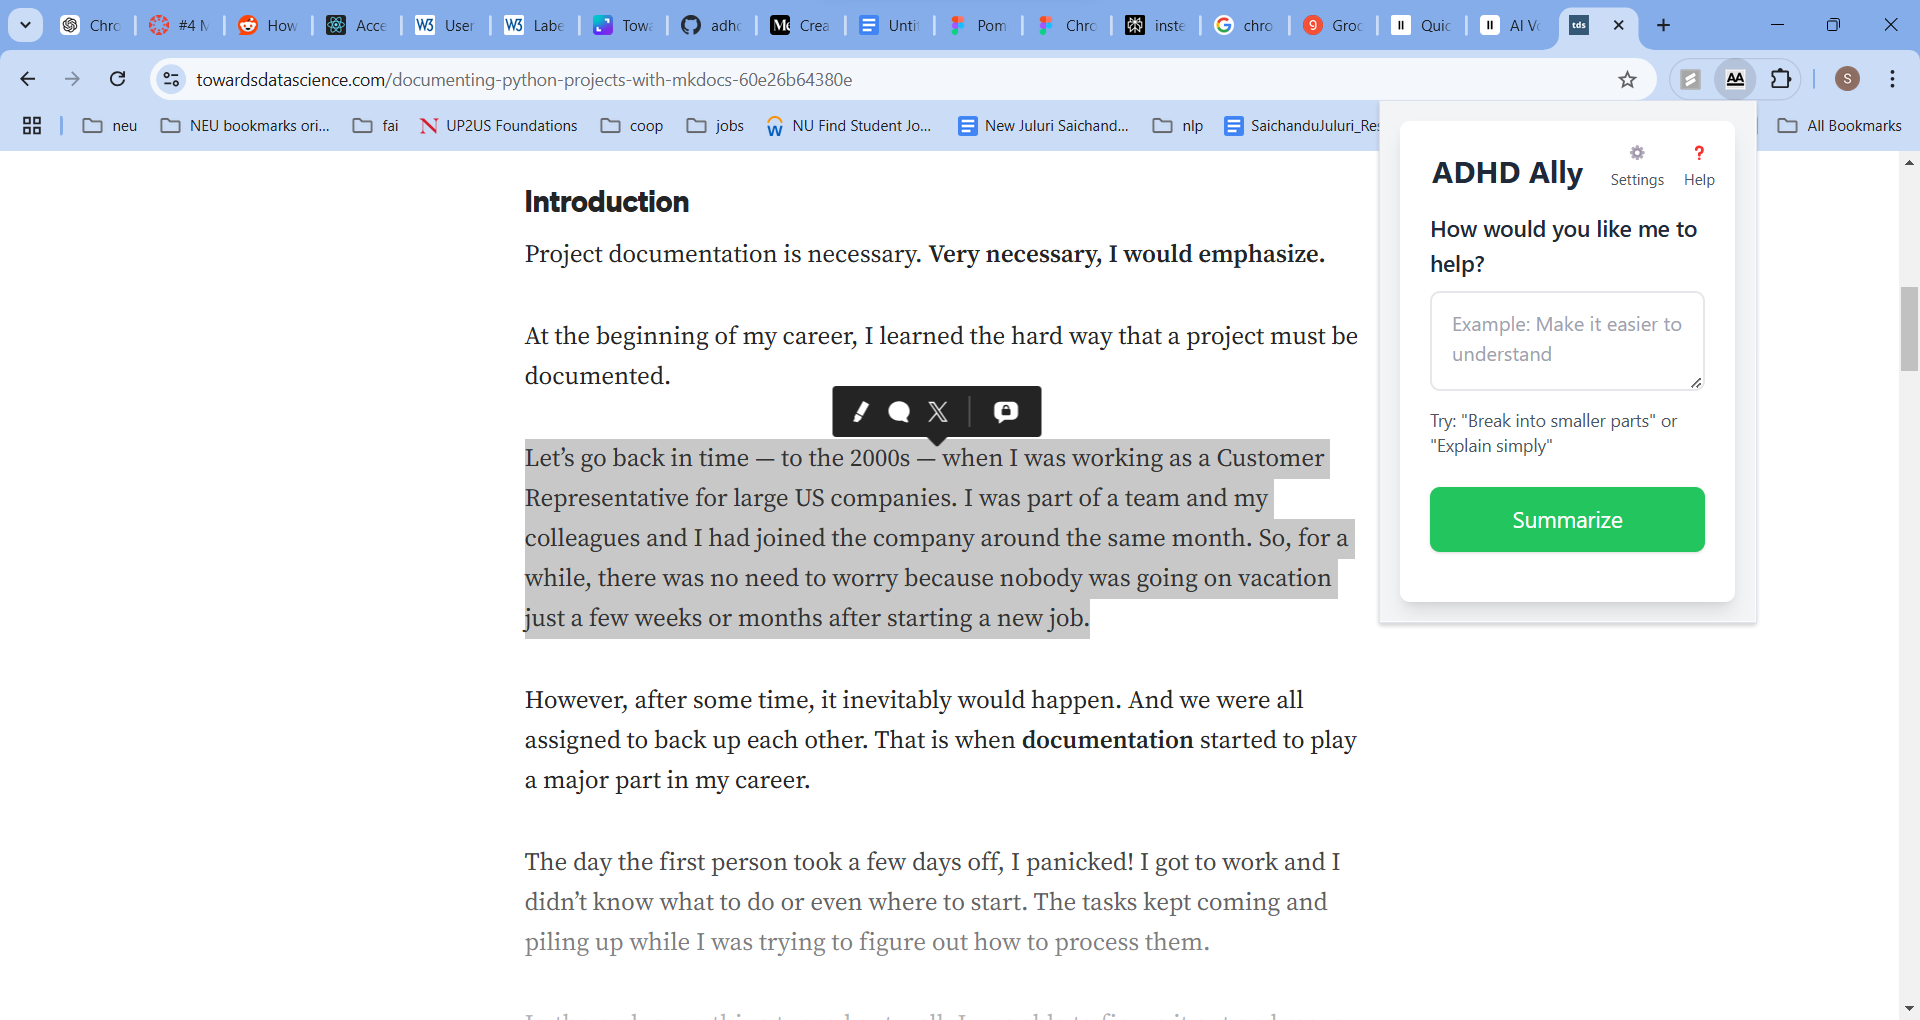 Chro
#4 M
How
Acce
W3 User
W3 Labe
Towa
adhc
Me Crea
Unti
Pom
Chro
inste
chro
9 Groc
II Quic
II AI Vo
tds
towardsdatascience.com/documenting-python-projects-with-mkdocs-60e26b64380e
AA
S
neu
NEU bookmarks ori...
fai
N UP2US Foundations
coop
jobs
NU Find Student Jo...
New Juluri Saichand...
nlp
SaichanduJuluri_Res
All Bookmarks
Introduction
Project documentation is necessary. Very necessary, I would emphasize.
At the beginning of my career, I learned the hard way that a project must be
documented.
X
Let’s go back in time — to the 2000s — when I was working as a Customer
Representative for large US companies. I was part of a team and my
colleagues and I had joined the company around the same month. So, for a
while, there was no need to worry because nobody was going on vacation
just a few weeks or months after starting a new job.
However, after some time, it inevitably would happen. And we were all
assigned to back up each other. That is when documentation started to play
a major part in my career.
The day the first person took a few days off, I panicked! I got to work and I
didn’t know what to do or even where to start. The tasks kept coming and
piling up while I was trying to figure out how to process them.
ADHD Ally
Settings
? Help
How would you like me to
help?
Example: Make it easier to
understand
Try: "Break into smaller parts" or
"Explain simply"
Summarize